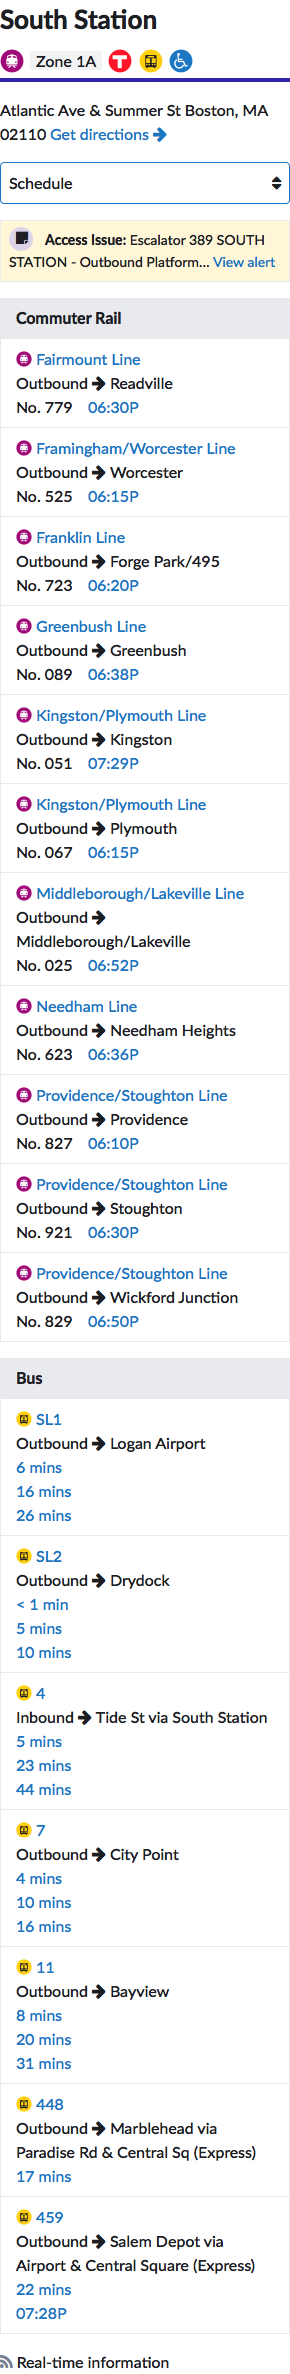 South Station
Zone 1A T
Atlantic Ave & Summer St Boston, MA
02110 Get directions
Schedule
Access Issue: Escalator 389 SOUTH
STATION - Outbound Platform... View alert
Commuter Rail
Fairmount Line
Outbound → Readville
No. 779 06:30P
Framingham/Worcester Line
Outbound → Worcester
No. 525 06:15P
Franklin Line
Outbound → Forge Park/495
No. 723 06:20P
Greenbush Line
Outbound → Greenbush
No. 089 06:38P
Kingston/Plymouth Line
Outbound → Kingston
No. 051 07:29P
Kingston/Plymouth Line
Outbound → Plymouth
No. 067 06:15P
Middleborough/Lakeville Line
Outbound →
Middleborough/Lakeville
No. 025 06:52P
Needham Line
Outbound → Needham Heights
No. 623 06:36P
Providence/Stoughton Line
Outbound → Providence
No. 827 06:10P
Providence/Stoughton Line
Outbound → Stoughton
No. 921 06:30P
Providence/Stoughton Line
Outbound → Wickford Junction
No. 829 06:50P
Bus
SL1
Outbound → Logan Airport
6 mins
16 mins
26 mins
SL2
Outbound → Drydock
< 1 min
5 mins
10 mins
4
Inbound → Tide St via South Station
5 mins
23 mins
44 mins
7
Outbound → City Point
4 mins
10 mins
16 mins
11
Outbound → Bayview
8 mins
20 mins
31 mins
448
Outbound → Marblehead via
Paradise Rd & Central Sq (Express)
17 mins
459
Outbound → Salem Depot via
Airport & Central Square (Express)
22 mins
07:28P
Real-time information